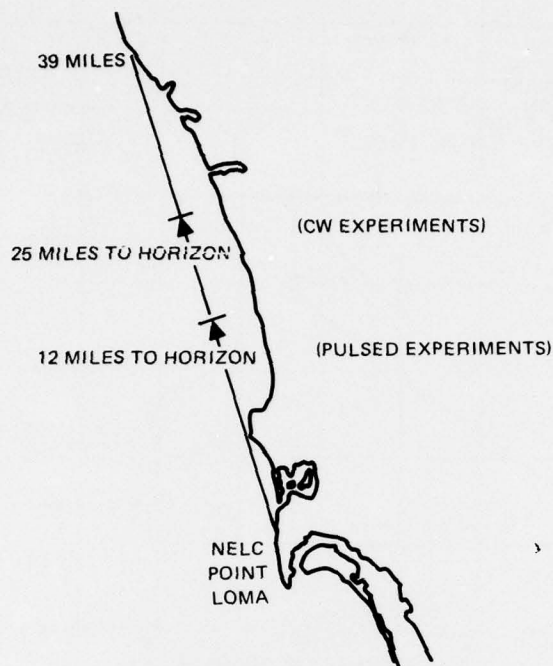 39 MILES
(CW EXPERIMENTS)
25 MILES TO HORIZON
12 MILES TO HORIZON
(PULSED EXPERIMENTS)
NELC
POINT
LOMA